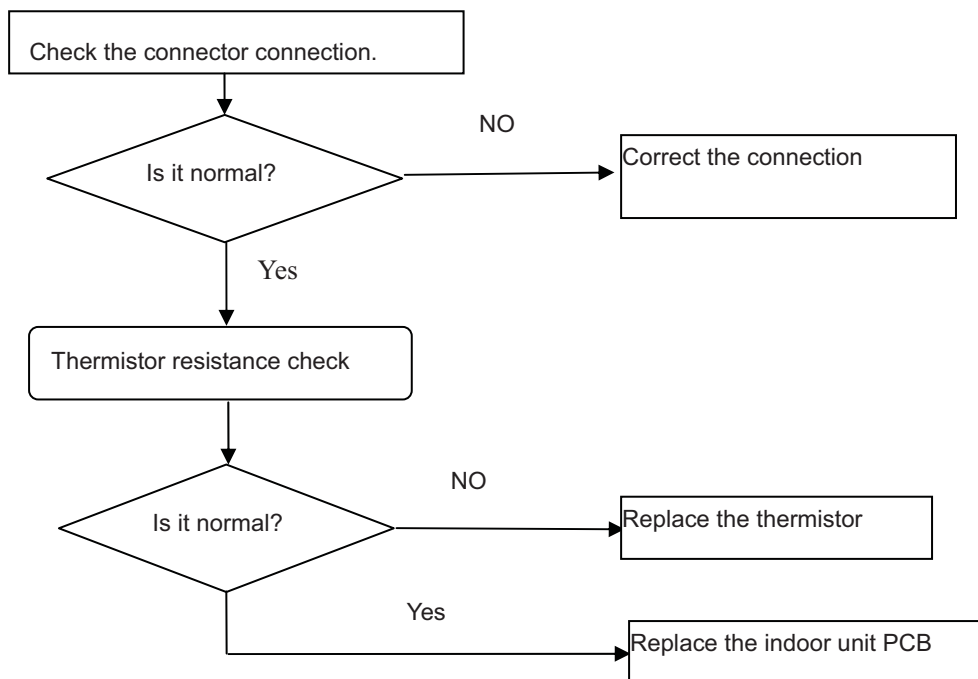 Check the connector connection.
NO
Is it normal?
Correct the connection
Yes
Thermistor resistance check
NO
Is it normal?
Replace the thermistor
Yes
Replace the indoor unit PCB